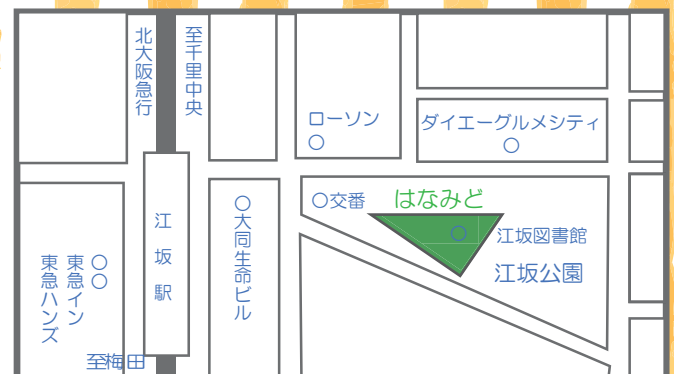 北大阪急行
至千里中央
ローソン
ダイエーグルメシティ
交番
はなみど
江坂図書館
江坂公園
大同生命ビル
江坂駅
東急イン
東急ハンズ
至梅田